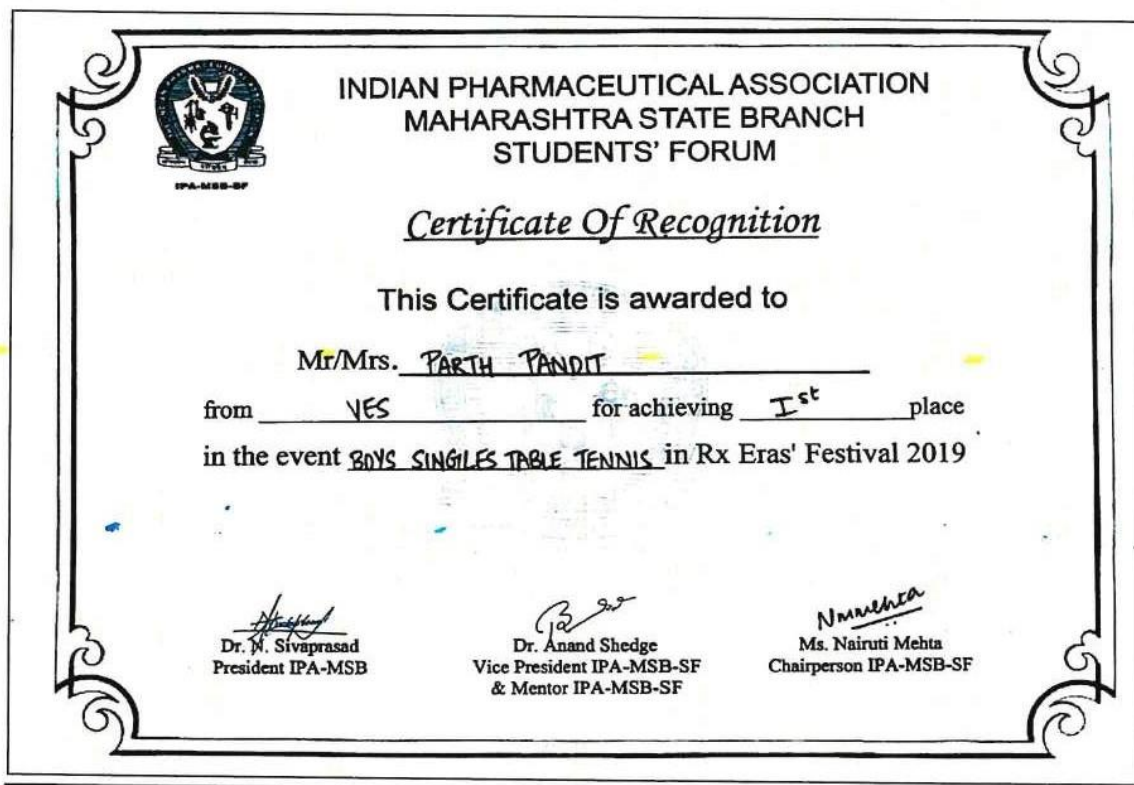 INDIAN PHARMACEUTICAL ASSOCIATION
MAHARASHTRA STATE BRANCH
STUDENTS' FORUM
IPA-MSB-SF
Certificate Of Recognition
This Certificate is awarded to
Mr/Mrs. PARTH PANDIT
from VES for achieving Ist place
in the event BOYS SINGILES TABLE TENNIS in Rx Eras' Festival 2019
Nmmehta
Dr. N. Sivaprasad
President IPA-MSB
Dr. Anand Shedge
Vice President IPA-MSB-SF
& Mentor IPA-MSB-SF
Ms. Nairuti Mehta
Chairperson IPA-MSB-SF